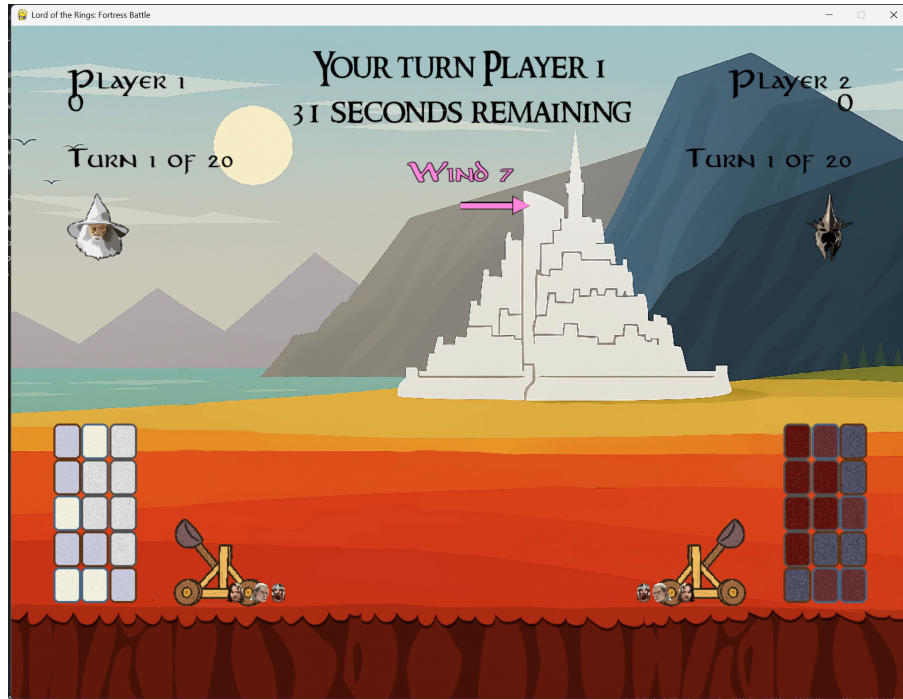 Lord of the Rings: Fortress Battle
Your turn Player 1
31 seconds remaining
Player 1
0
Player 2
0
Turn 1 of 20
Turn 1 of 20
Wind 7